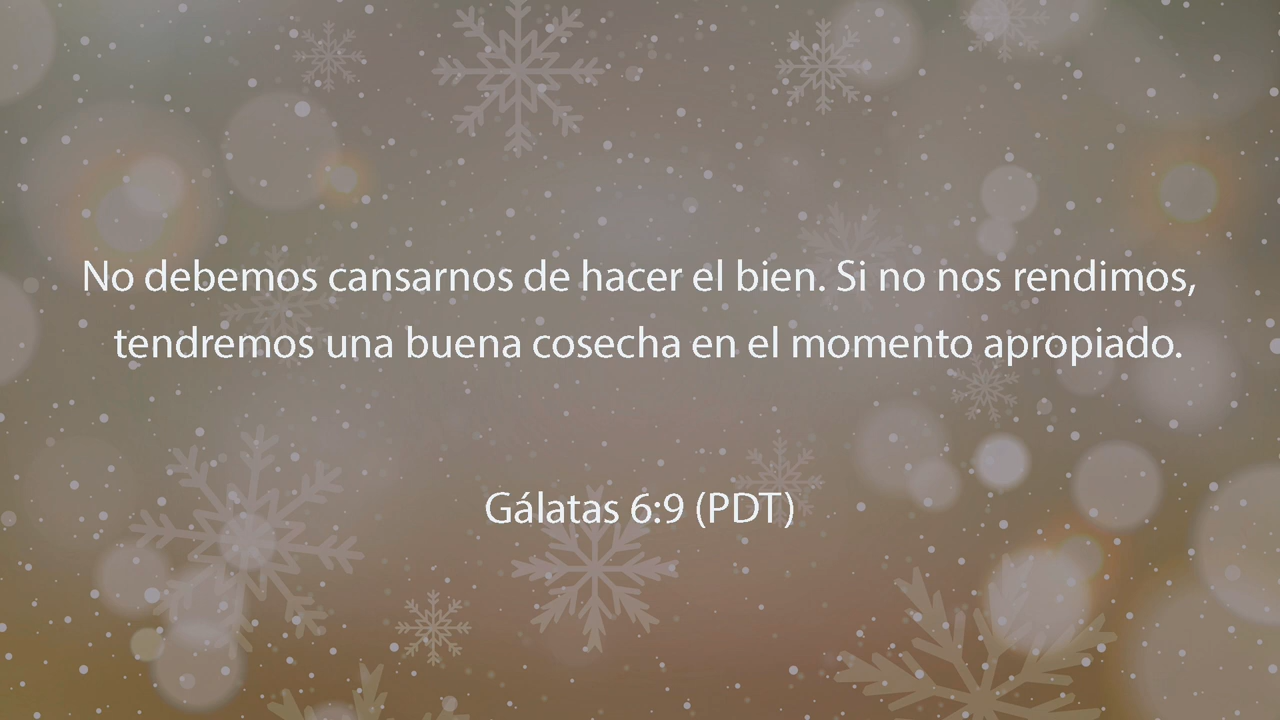 No debemos cansarnos de hacer el bien. Si no nos rendimos,
tendremos una buena cosecha en el momento apropiado.
Gálatas 6:9 (PDT)